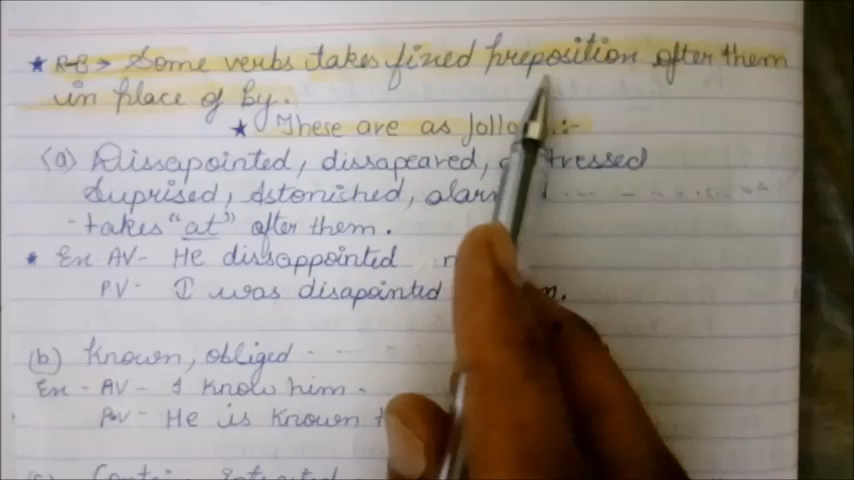 ★ R-8 > Some verbs takes fixed preposition after them
in place of by.
★ These are as follow :-
(a) Dissapointed, dissapeared,
Suprised, Astonished,
- takes "at" after them.
★ Ex. AV- He dissappointed
PV- I was disapointed
(b) Known, obliged - - -
Ex - AV - I know him.
PV - He is known